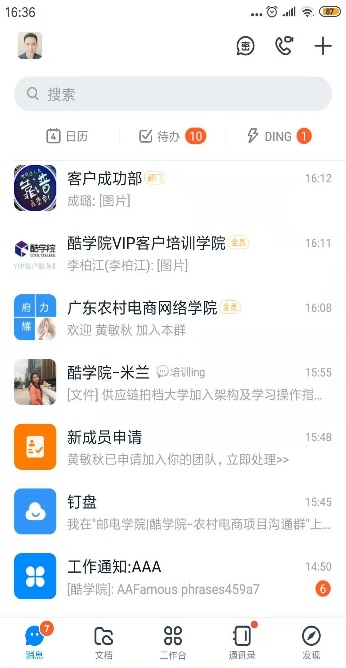 16:36
87
搜索
4 日历
待办 10
DING 1
客户成功部 部门
16:12
成璐: [图片]
酷学院VIP客户培训学院 全员
16:11
李柏江(李柏江): [图片]
酷学院
COOL COLLEGE
广东农村电商网络学院 全员
16:08
欢迎 黄敏秋 加入本群
府 力
耀
酷学院-米兰 培训ing
15:55
[文件] 供应链拍档大学加入架构及学习操作指...
新成员申请
15:48
黄敏秋已申请加入你的团队，立即处理>>
钉盘
15:45
我在"邮电学院|酷学院-农村电商项目沟通群"上...
工作通知:AAA
14:50
[酷学院]: AAFamous phrases459a7
6
7
消息
文档
工作台
通讯录
发现